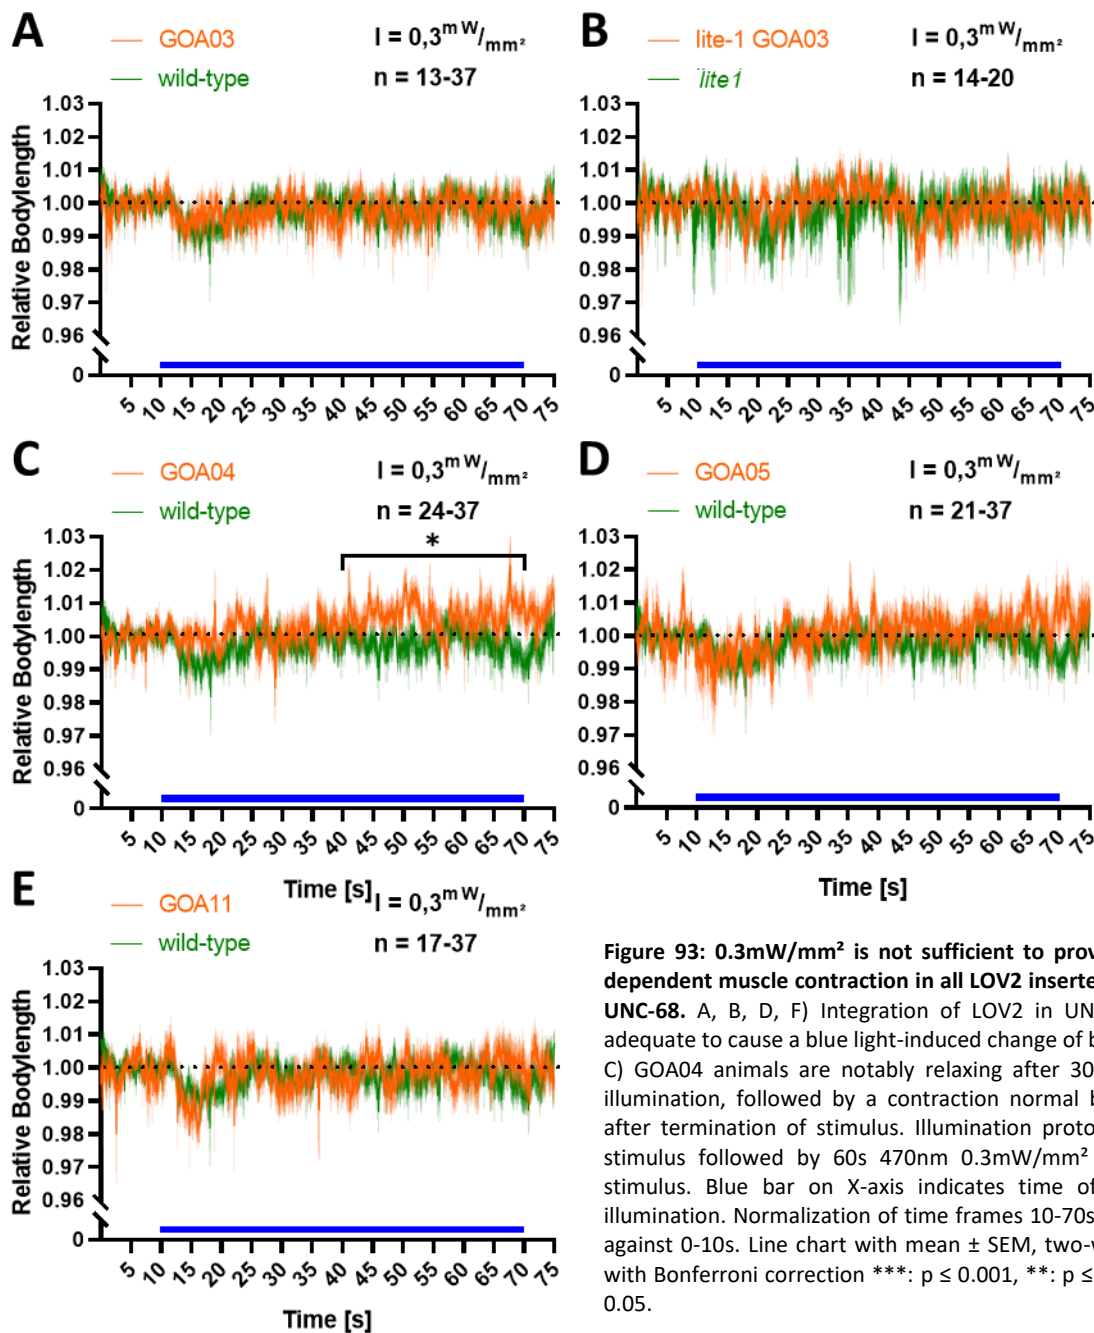 A
GOA03
wild-type
I = 0,3 mW/mm²
n = 13-37
Relative Bodylength
1.03
1.02
1.01
1.00
0.99
0.98
0.97
0.96
0
5 10 15 20 25 30 35 40 45 50 55 60 65 70 75
B
lite-1 GOA03
lite1
I = 0,3 mW/mm²
n = 14-20
1.03
1.02
1.01
1.00
0.99
0.98
0.97
0.96
0
5 10 15 20 25 30 35 40 45 50 55 60 65 70 75
C
GOA04
wild-type
I = 0,3 mW/mm²
n = 24-37
*
Relative Bodylength
1.03
1.02
1.01
1.00
0.99
0.98
0.97
0.96
0
5 10 15 20 25 30 35 40 45 50 55 60 65 70 75
Time [s]
D
GOA05
wild-type
I = 0,3 mW/mm²
n = 21-37
1.03
1.02
1.01
1.00
0.99
0.98
0.97
0.96
0
5 10 15 20 25 30 35 40 45 50 55 60 65 70 75
Time [s]
E
GOA11
wild-type
I = 0,3 mW/mm²
n = 17-37
Relative Bodylength
1.03
1.02
1.01
1.00
0.99
0.98
0.97
0.96
0
5 10 15 20 25 30 35 40 45 50 55 60 65 70 75
Time [s]
Figure 93: 0.3mW/mm² is not sufficient to prov
dependent muscle contraction in all LOV2 inserte
UNC-68. A, B, D, F) Integration of LOV2 in UN
adequate to cause a blue light-induced change of b
C) GOA04 animals are notably relaxing after 30
illumination, followed by a contraction normal b
after termination of stimulus. Illumination proto
stimulus followed by 60s 470nm 0.3mW/mm²
stimulus. Blue bar on X-axis indicates time of
illumination. Normalization of time frames 10-70s
against 0-10s. Line chart with mean ± SEM, two-w
with Bonferroni correction ***: p ≤ 0.001, **: p ≤
0.05.